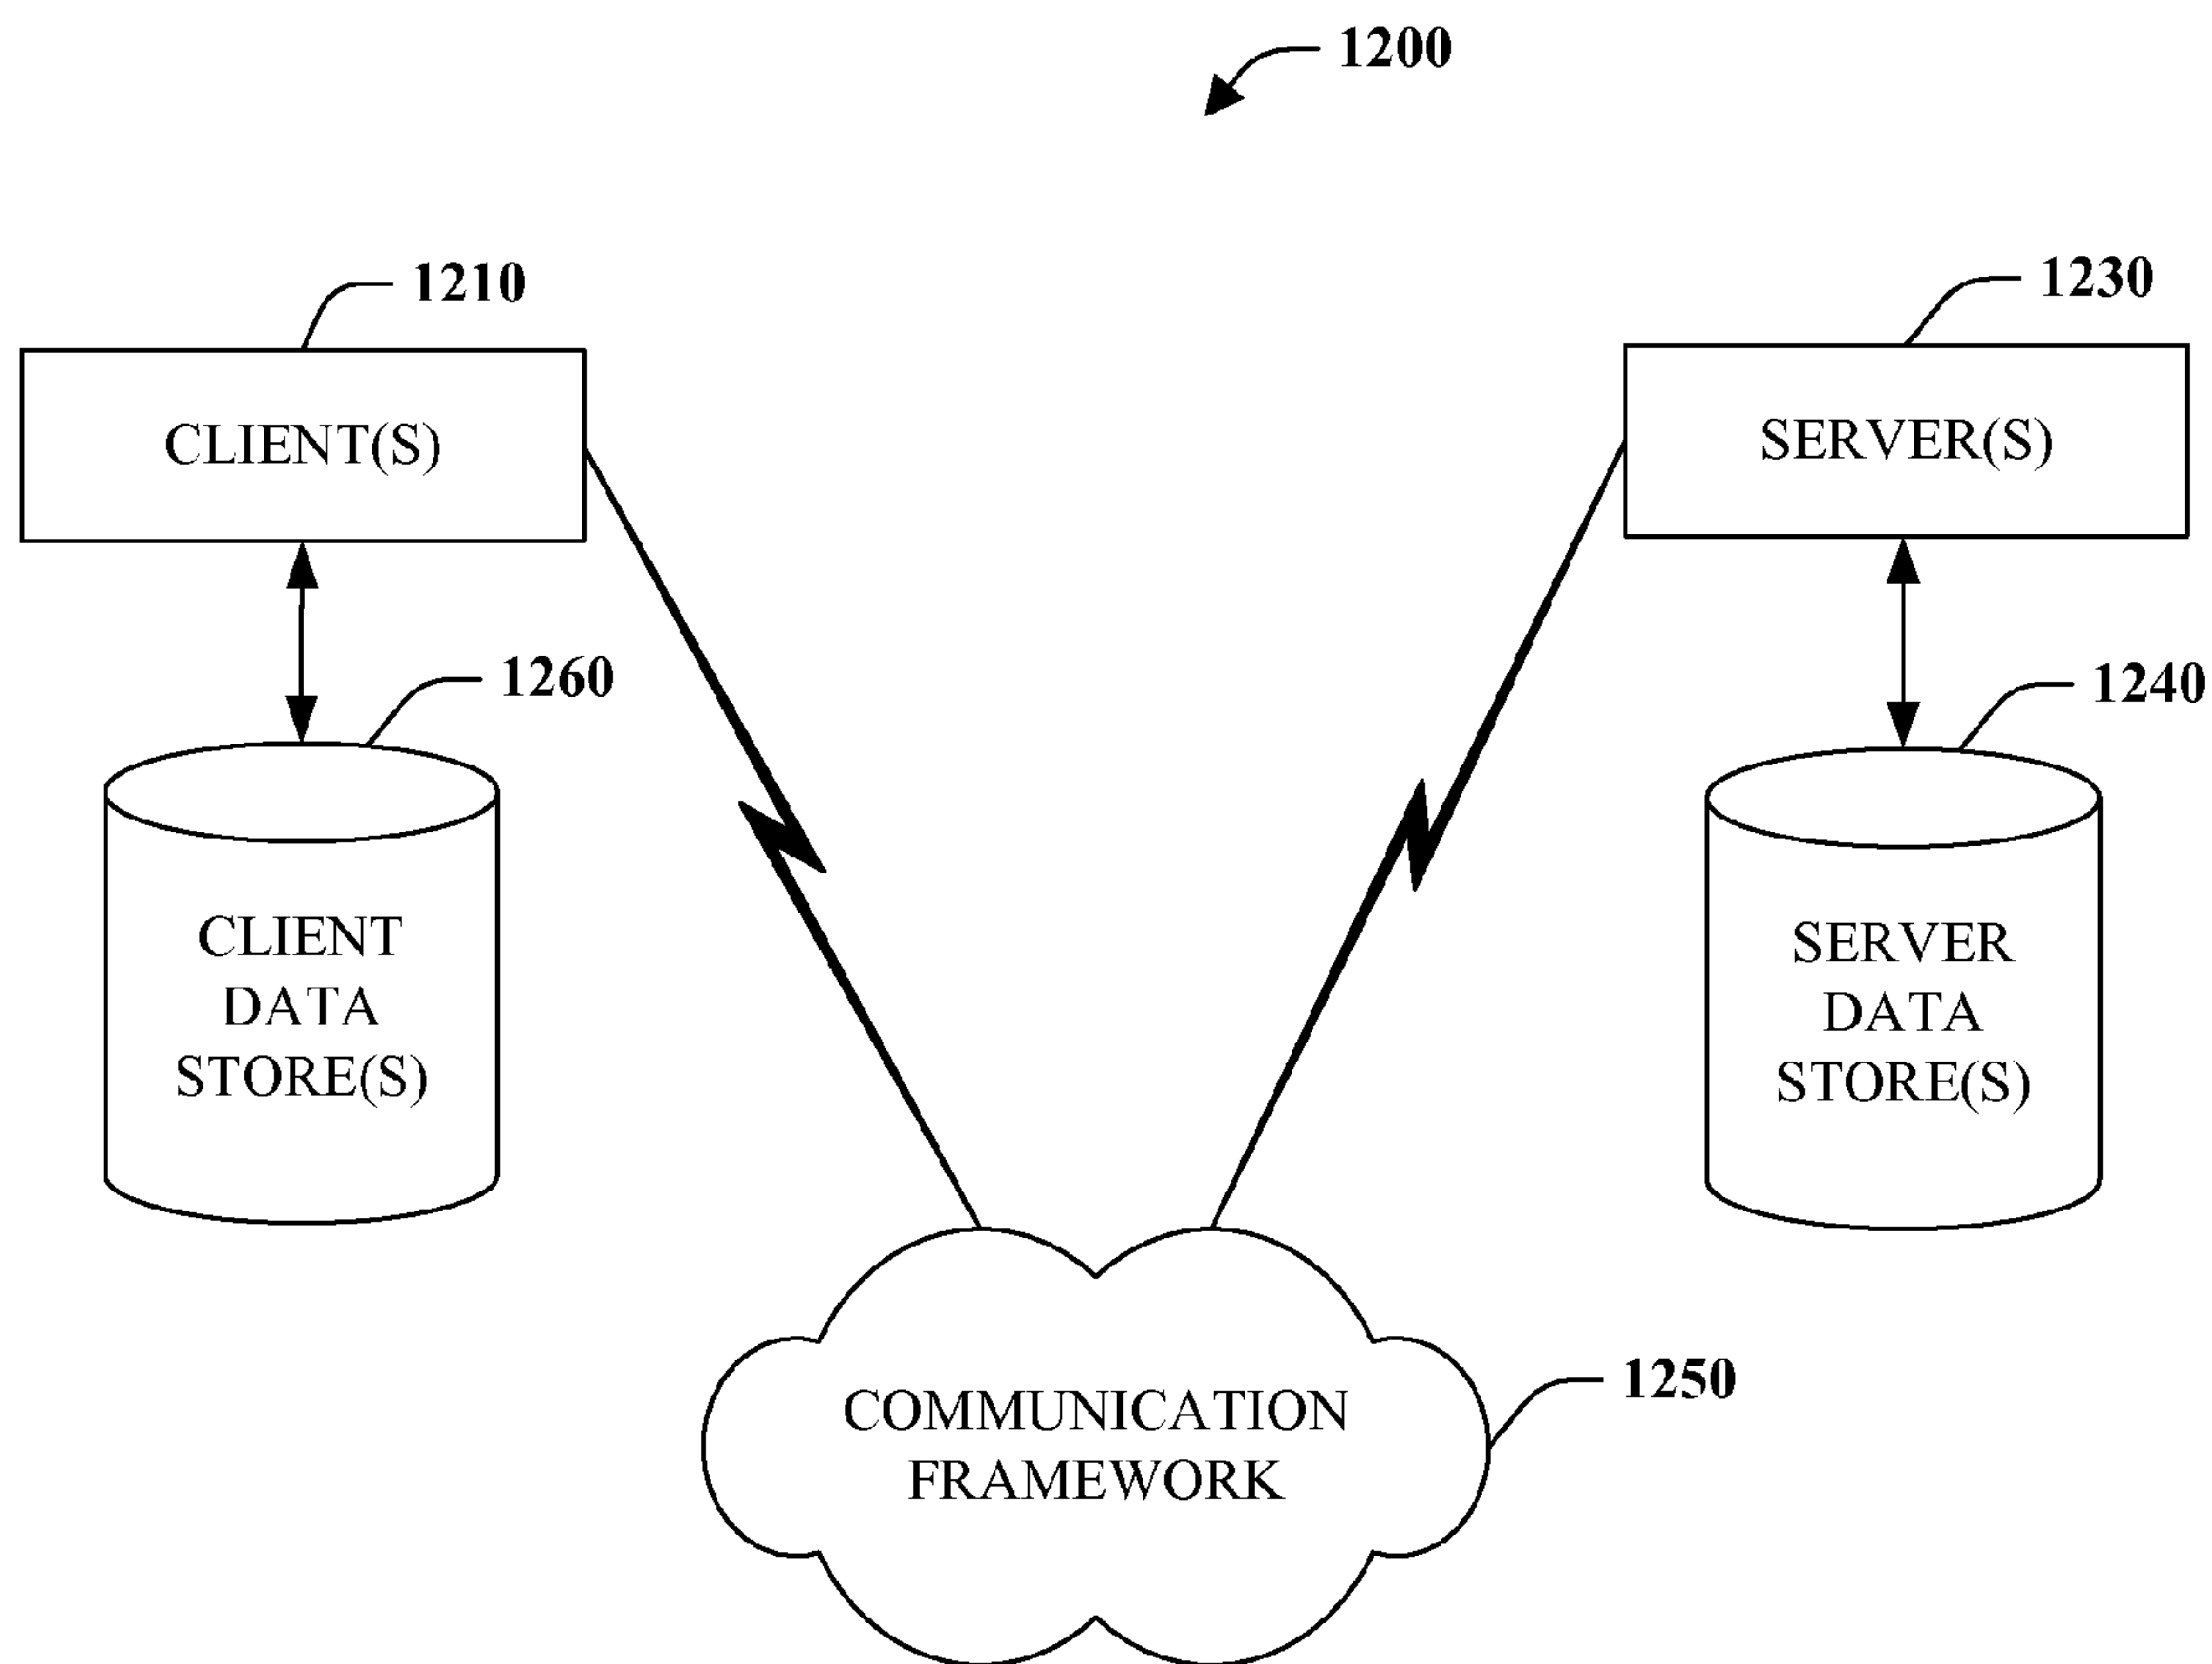 1200
1210
1230
CLIENT(S)
SERVER(S)
1260
1240
CLIENT
DATA
STORE(S)
SERVER
DATA
STORE(S)
1250
COMMUNICATION
FRAMEWORK